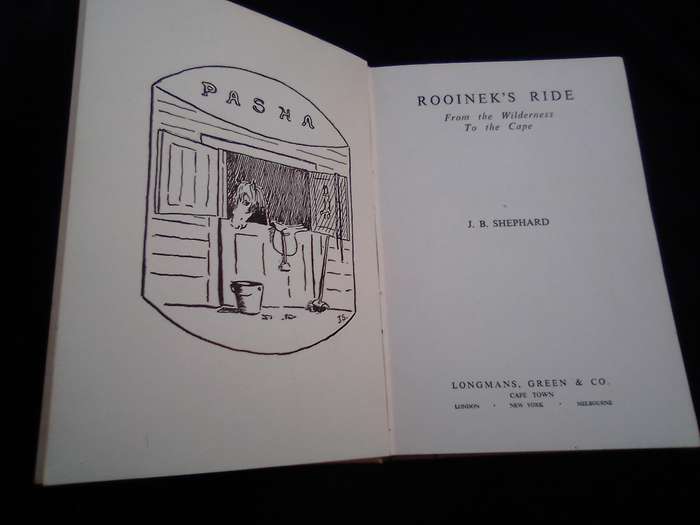 PASHA
JS-
ROOINEK'S RIDE
From the Wilderness
To the Cape
J. B. SHEPHARD
LONGMANS, GREEN & CO.
CAPE TOWN
LONDON · NEW YORK · MELBOURNE